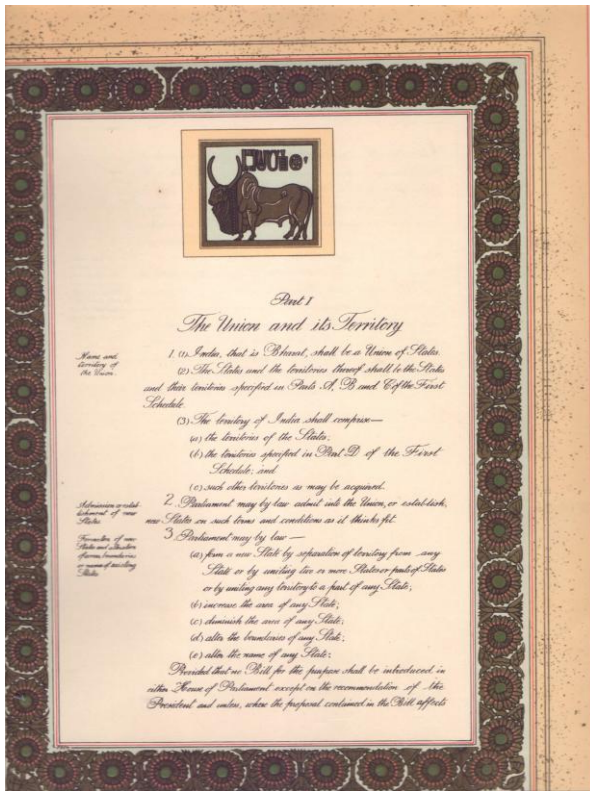 Part I
The Union and its Territory
Name and
territory of
the Union.
1. (1) India, that is Bharat, shall be a Union of States.
(2) The States and the territories thereof shall be the States
and their territories specified in Parts A, B and C of the First
Schedule.
(3) The territory of India shall comprise—
(a) the territories of the States;
(b) the territories specified in Part D of the First
Schedule; and
(c) such other territories as may be acquired.
Admission or estab-
lishment of new
States.
2. Parliament may by law admit into the Union, or establish,
new States on such terms and conditions as it thinks fit.
Formation of new
States and alteration
of areas, boundaries
or names of existing
States.
3. Parliament may by law —
(a) form a new State by separation of territory from any
State or by uniting two or more States or parts of States
or by uniting any territory to a part of any State;
(b) increase the area of any State;
(c) diminish the area of any State;
(d) alter the boundaries of any State;
(e) alter the name of any State;
Provided that no Bill for the purpose shall be introduced in
either House of Parliament except on the recommendation of the
President and unless, where the proposal contained in the Bill affects